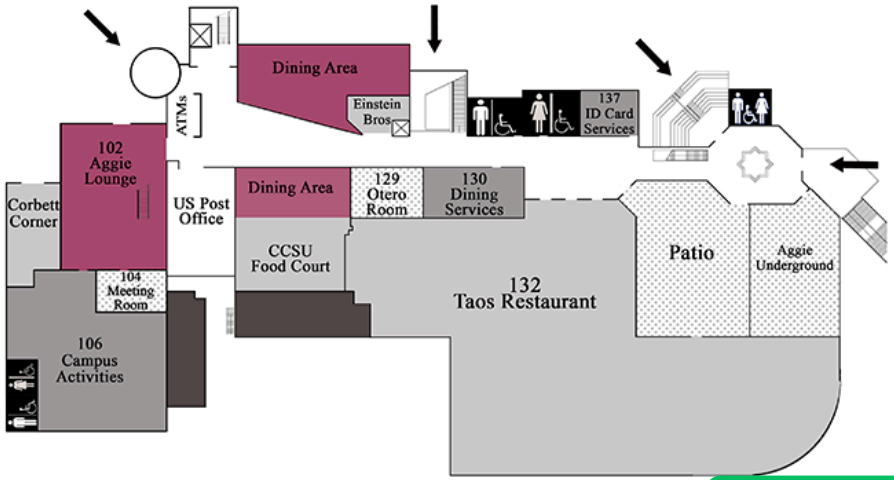 Dining Area
Einstein
Bros.
ATMs
137
ID Card
Services
102
Aggie
Lounge
Corbett
Corner
US Post
Office
Dining Area
129
Otero
Room
130
Dining
Services
CCSU
Food Court
104
Meeting
Room
106
Campus
Activities
132
Taos Restaurant
Patio
Aggie
Underground